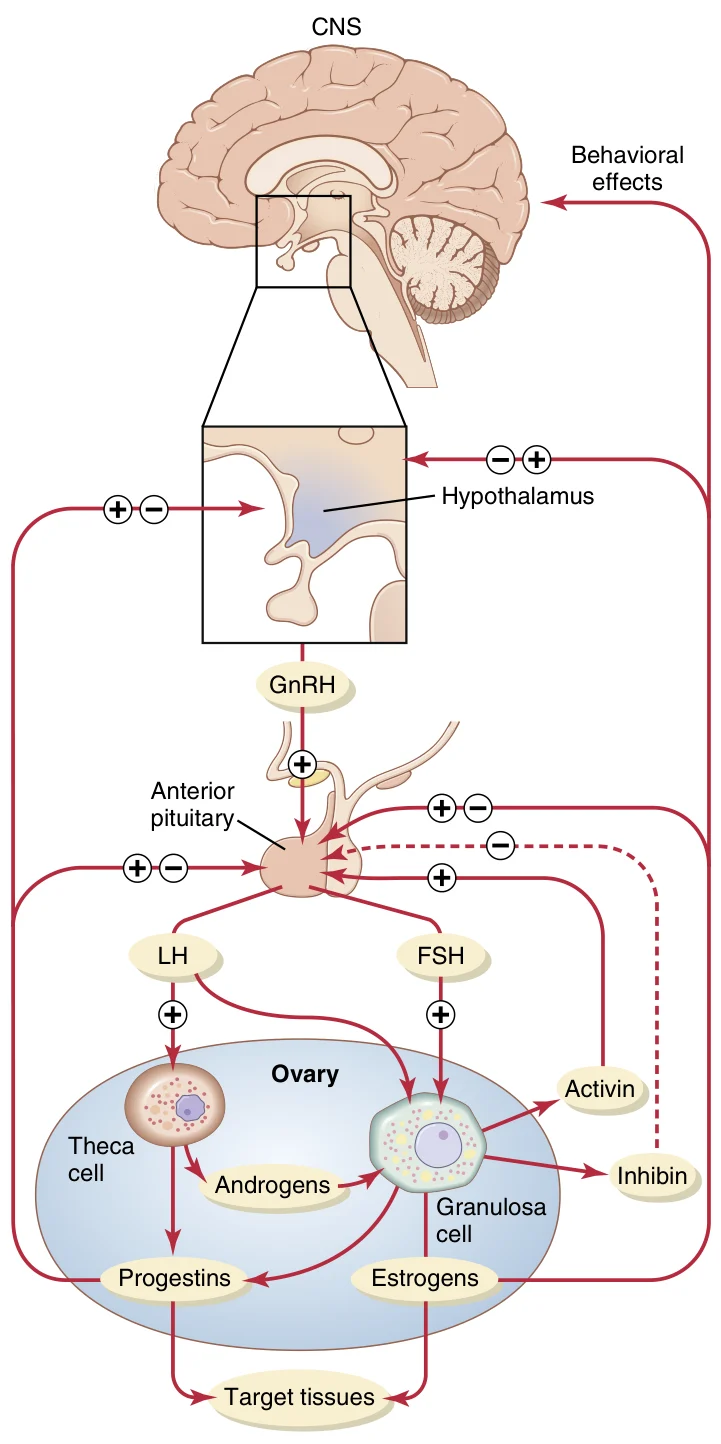 CNS
Behavioral
effects
− +
+ −
Hypothalamus
GnRH
+
Anterior
pituitary
+ −
−
+ −
+
LH
FSH
+
+
Ovary
Activin
Theca
cell
Androgens
Inhibin
Granulosa
cell
Progestins
Estrogens
Target tissues